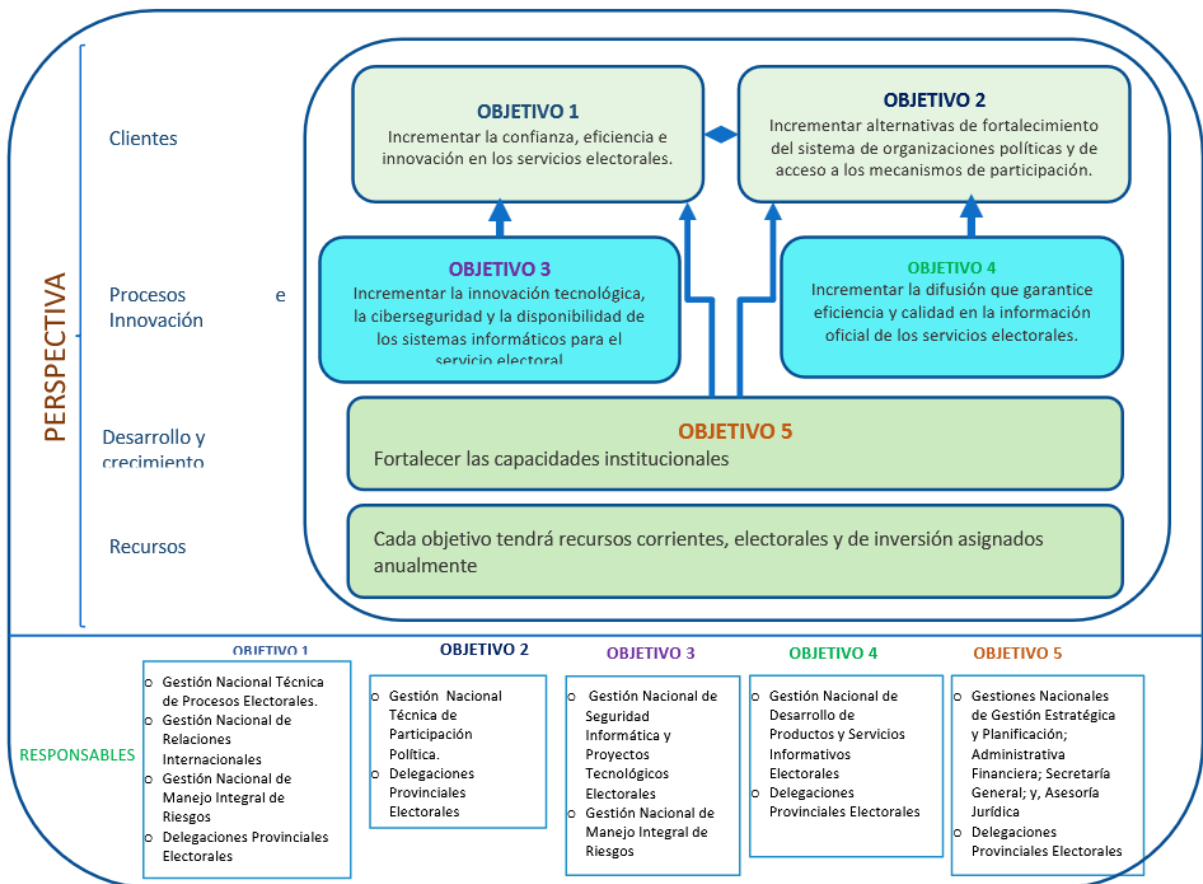 PERSPECTIVA
Clientes
OBJETIVO 1
Incrementar la confianza, eficiencia e
innovación en los servicios electorales.
OBJETIVO 2
Incrementar alternativas de fortalecimiento
del sistema de organizaciones políticas y de
acceso a los mecanismos de participación.
Procesos e
Innovación
OBJETIVO 3
Incrementar la innovación tecnológica,
la ciberseguridad y la disponibilidad de
los sistemas informáticos para el
servicio electoral
OBJETIVO 4
Incrementar la difusión que garantice
eficiencia y calidad en la información
oficial de los servicios electorales.
Desarrollo y
crecimiento
OBJETIVO 5
Fortalecer las capacidades institucionales
Recursos
Cada objetivo tendrá recursos corrientes, electorales y de inversión asignados
anualmente
RESPONSABLES
OBJETIVO 1
o Gestión Nacional Técnica
de Procesos Electorales.
o Gestión Nacional de
Relaciones
Internacionales
o Gestión Nacional de
Manejo Integral de
Riesgos
o Delegaciones Provinciales
Electorales
OBJETIVO 2
o Gestión Nacional
Técnica de
Participación
Política.
o Delegaciones
Provinciales
Electorales
OBJETIVO 3
o Gestión Nacional de
Seguridad
Informática y
Proyectos
Tecnológicos
Electorales
o Gestión Nacional de
Manejo Integral de
Riesgos
OBJETIVO 4
o Gestión Nacional de
Desarrollo de
Productos y Servicios
Informativos
Electorales
o Delegaciones
Provinciales Electorales
OBJETIVO 5
o Gestiones Nacionales
de Gestión Estratégica
y Planificación;
Administrativa
Financiera; Secretaría
General; y, Asesoría
Jurídica
o Delegaciones
Provinciales Electorales